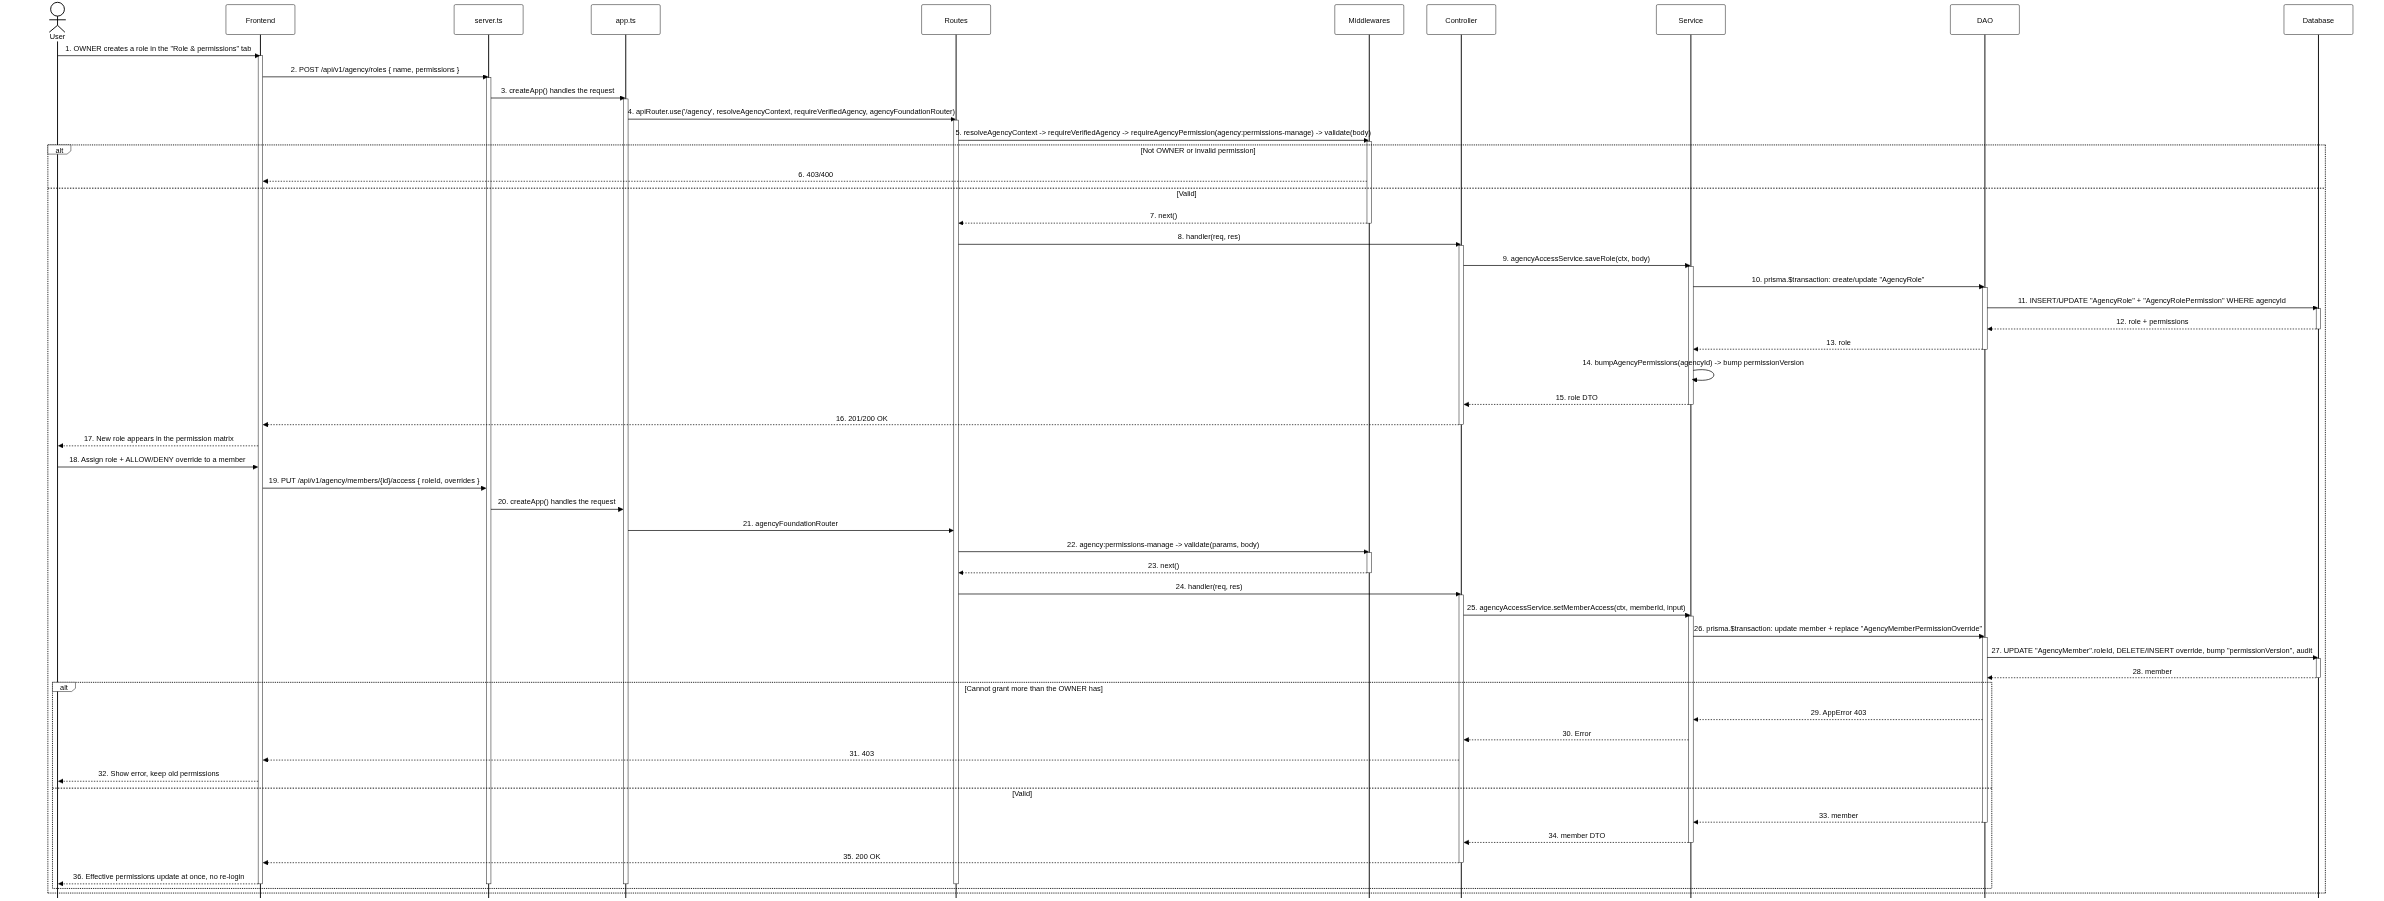 User
Frontend
server.ts
app.ts
Routes
Middlewares
Controller
Service
DAO
Database
1. OWNER creates a role in the "Role & permissions" tab
2. POST /api/v1/agency/roles { name, permissions }
3. createApp() handles the request
4. apiRouter.use('/agency', resolveAgencyContext, requireVerifiedAgency, agencyFoundationRouter)
5. resolveAgencyContext -> requireVerifiedAgency -> requireAgencyPermission(agency:permissions-manage) -> validate(body)
alt
[Not OWNER or invalid permission]
6. 403/400
[Valid]
7. next()
8. handler(req, res)
9. agencyAccessService.saveRole(ctx, body)
10. prisma.$transaction: create/update "AgencyRole"
11. INSERT/UPDATE "AgencyRole" + "AgencyRolePermission" WHERE agencyId
12. role + permissions
13. role
14. bumpAgencyPermissions(agencyId) -> bump permissionVersion
15. role DTO
16. 201/200 OK
17. New role appears in the permission matrix
18. Assign role + ALLOW/DENY override to a member
19. PUT /api/v1/agency/members/{id}/access { roleId, overrides }
20. createApp() handles the request
21. agencyFoundationRouter
22. agency:permissions-manage -> validate(params, body)
23. next()
24. handler(req, res)
25. agencyAccessService.setMemberAccess(ctx, memberId, input)
26. prisma.$transaction: update member + replace "AgencyMemberPermissionOverride"
27. UPDATE "AgencyMember".roleId, DELETE/INSERT override, bump "permissionVersion", audit
28. member
alt
[Cannot grant more than the OWNER has]
29. AppError 403
30. Error
31. 403
32. Show error, keep old permissions
[Valid]
33. member
34. member DTO
35. 200 OK
36. Effective permissions update at once, no re-login